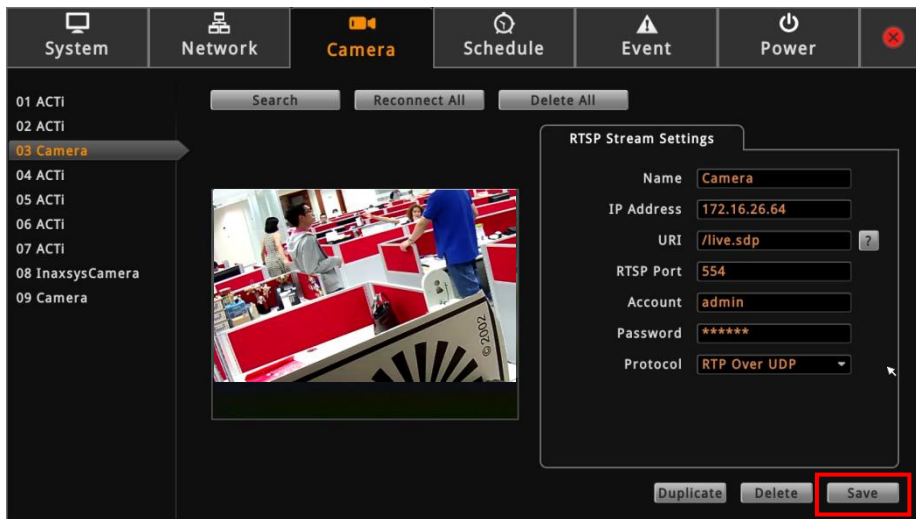 System Network Camera Schedule Event Power
Search Reconnect All Delete All
01 ACTi
02 ACTi
03 Camera
04 ACTi
05 ACTi
06 ACTi
07 ACTi
08 InaxsysCamera
09 Camera
©2002
RTSP Stream Settings
Name Camera
IP Address 172.16.26.64
URI /live.sdp ?
RTSP Port 554
Account admin
Password ******
Protocol RTP Over UDP
Duplicate Delete Save